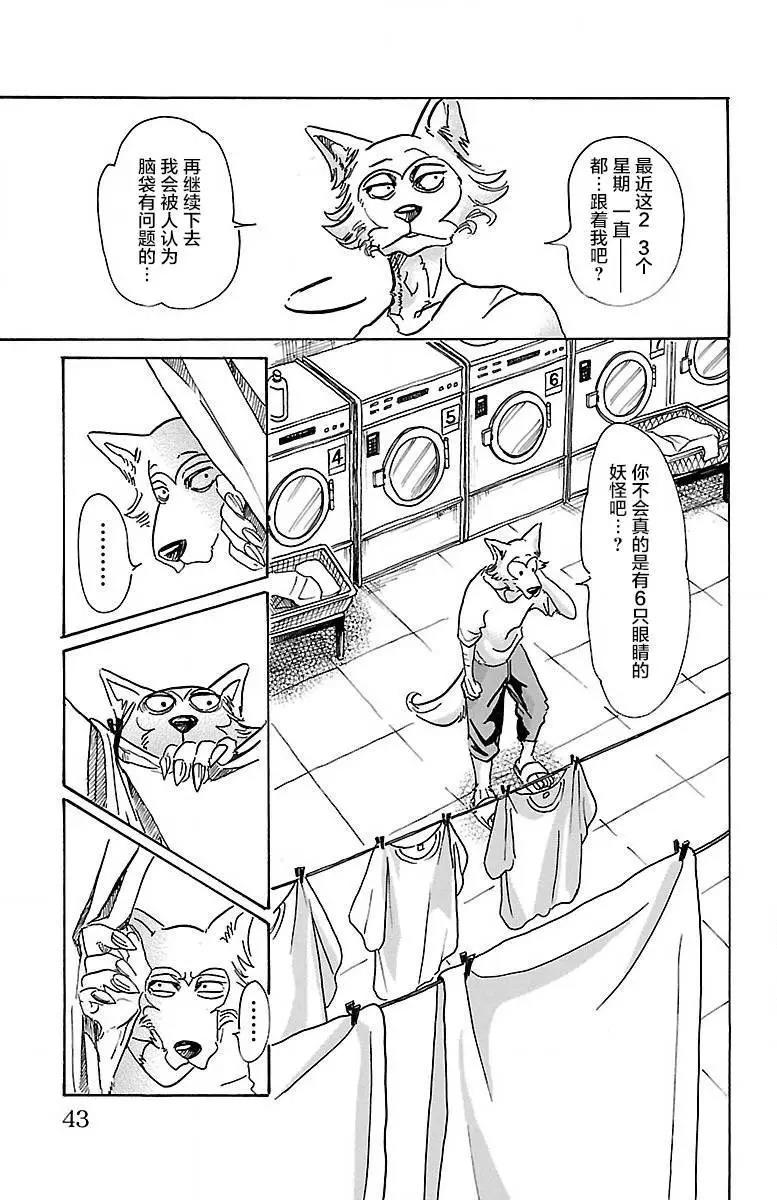 最近这2 3个
星期 一直——
都…跟着我吧?
再继续下去
我会被人认为
脑袋有问题的…
4
5
6
你不会真的是有6只眼睛的
妖怪吧…?
………
……
43